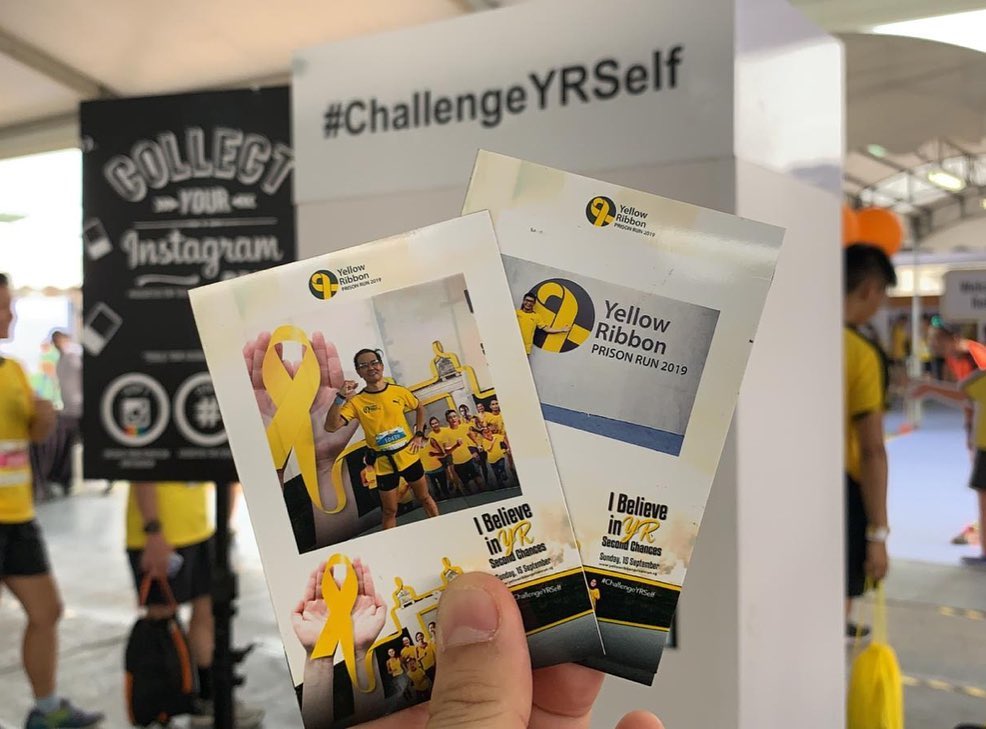 #ChallengeYRSelf
COLLECT
YOUR
Instagram
Yellow
Ribbon
PRISON RUN 2019
I Believe
in YR
Second Chances
Sunday, 15 September
#ChallengeYRSelf
Yellow
Ribbon
PRISON RUN 2019
Yellow
Ribbon
PRISON RUN 2019
I Believe
in YR
Second Chances
Sunday, 15 September
#ChallengeYRSelf